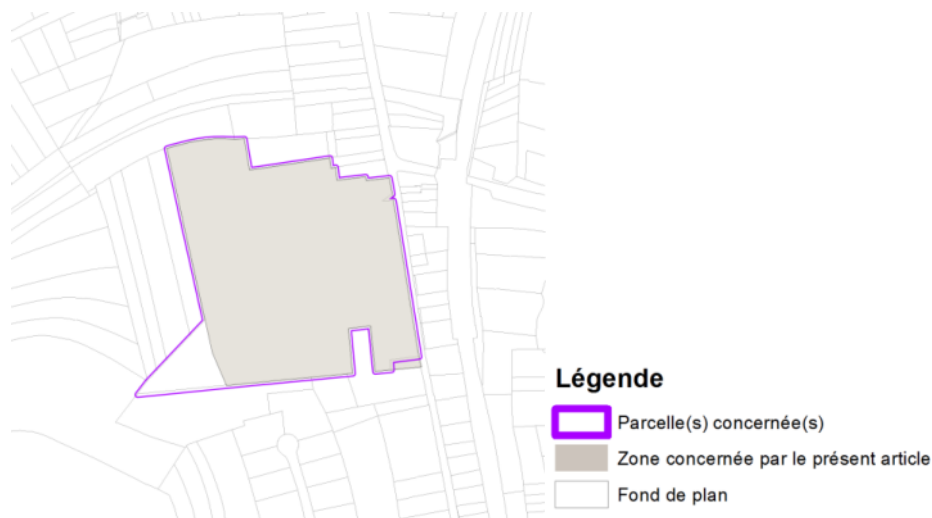 Légende
Parcelle(s) concernée(s)
Zone concernée par le présent article
Fond de plan